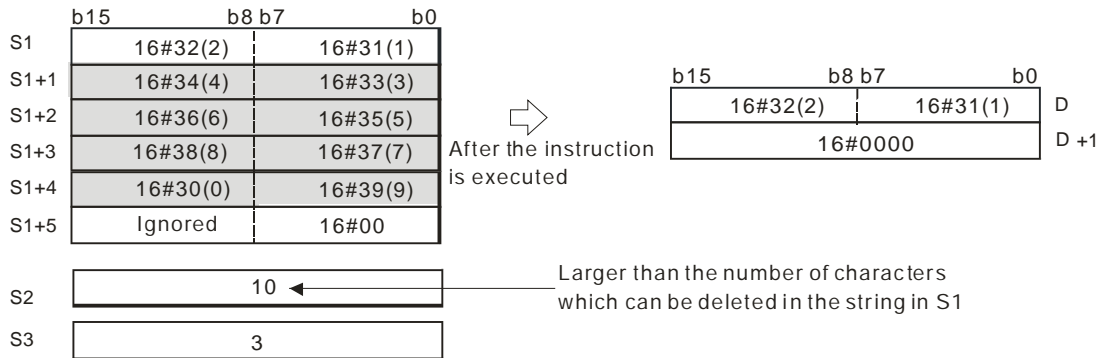 b15 b8 b7 b0
S1 16#32(2) 16#31(1)
S1+1 16#34(4) 16#33(3)
S1+2 16#36(6) 16#35(5)
S1+3 16#38(8) 16#37(7)
S1+4 16#30(0) 16#39(9)
S1+5 Ignored 16#00
After the instruction
is executed
b15 b8 b7 b0
16#32(2) 16#31(1) D
16#0000 D +1
S2 10
Larger than the number of characters
which can be deleted in the string in S1
S3 3